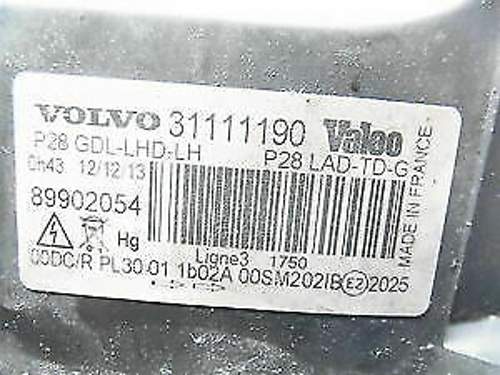 VOLVO 31111190 Valeo
P28 GDL-LHD-LH P28 LAD-TD-G
0h43 12/12/13
89902054
Hg
Ligne3 1750
00DC/R PL30 01 1b02A 00SM202IB E2 2025
MADE IN FRANCE